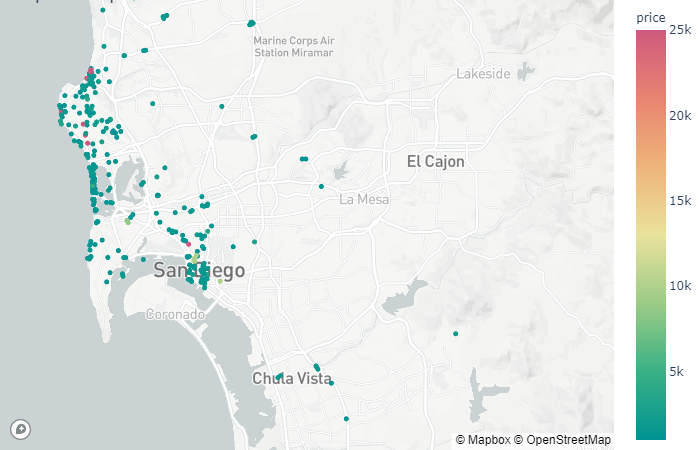 price
25k
Marine Corps Air
Station Miramar
Lakeside
20k
El Cajon
15k
La Mesa
San Diego
10k
Coronado
5k
Chula Vista
© Mapbox © OpenStreetMap